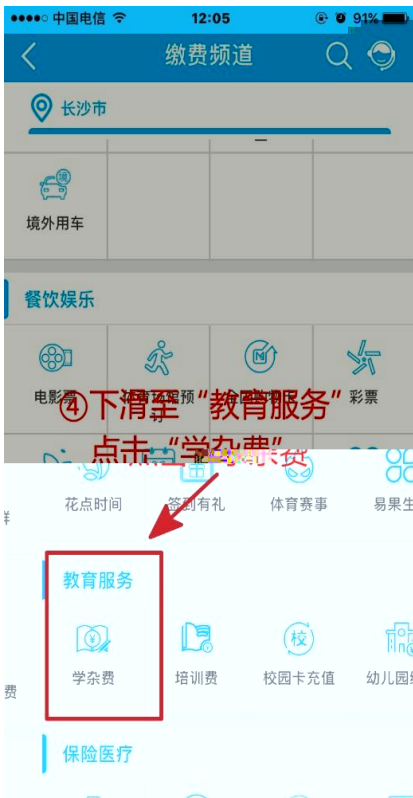 中国电信 12:05 91%
缴费频道
长沙市
境外用车
餐饮娱乐
电影票 彩票
④下滑至“教育服务”
点击“学杂费”
花点时间 签到有礼 体育赛事 易果生
教育服务
学杂费 培训费 校园卡充值 幼儿园
费
保险医疗